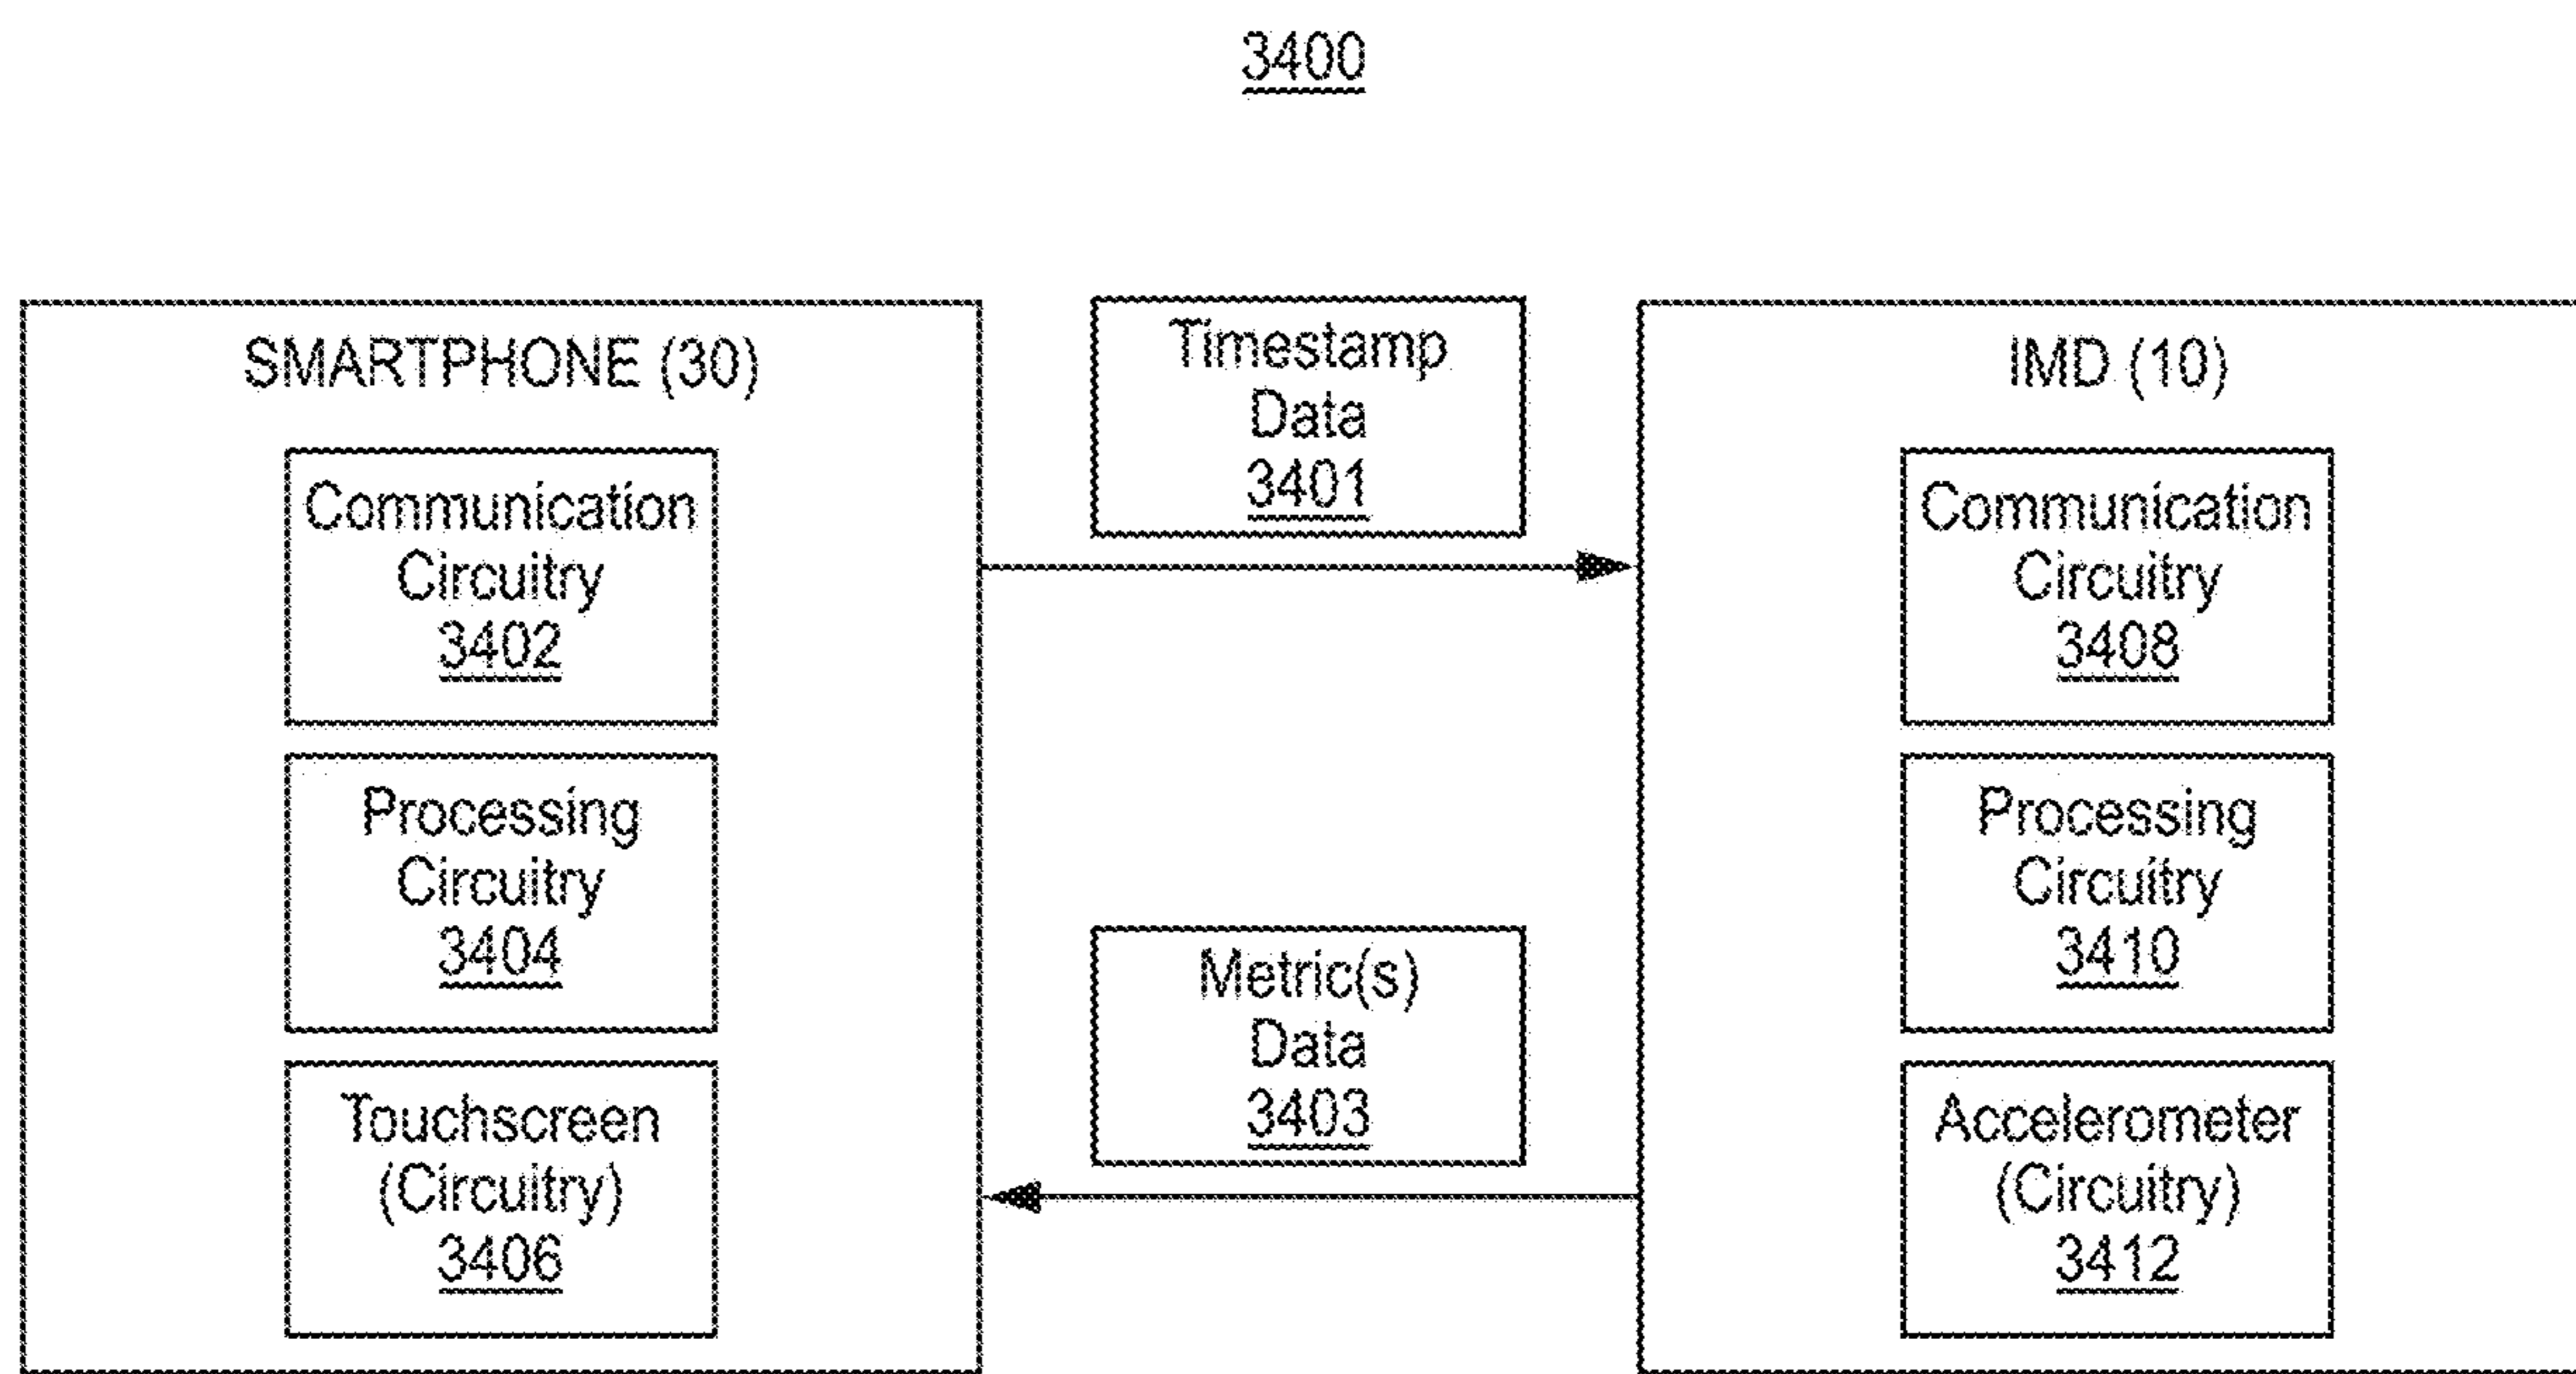 3400
SMARTPHONE (30)
Communication
Circuitry
3402
Processing
Circuitry
3404
Touchscreen
(Circuitry)
3406
Timestamp
Data
3401
Metric(s)
Data
3403
IMD (10)
Communication
Circuitry
3408
Processing
Circuitry
3410
Accelerometer
(Circuitry)
3412